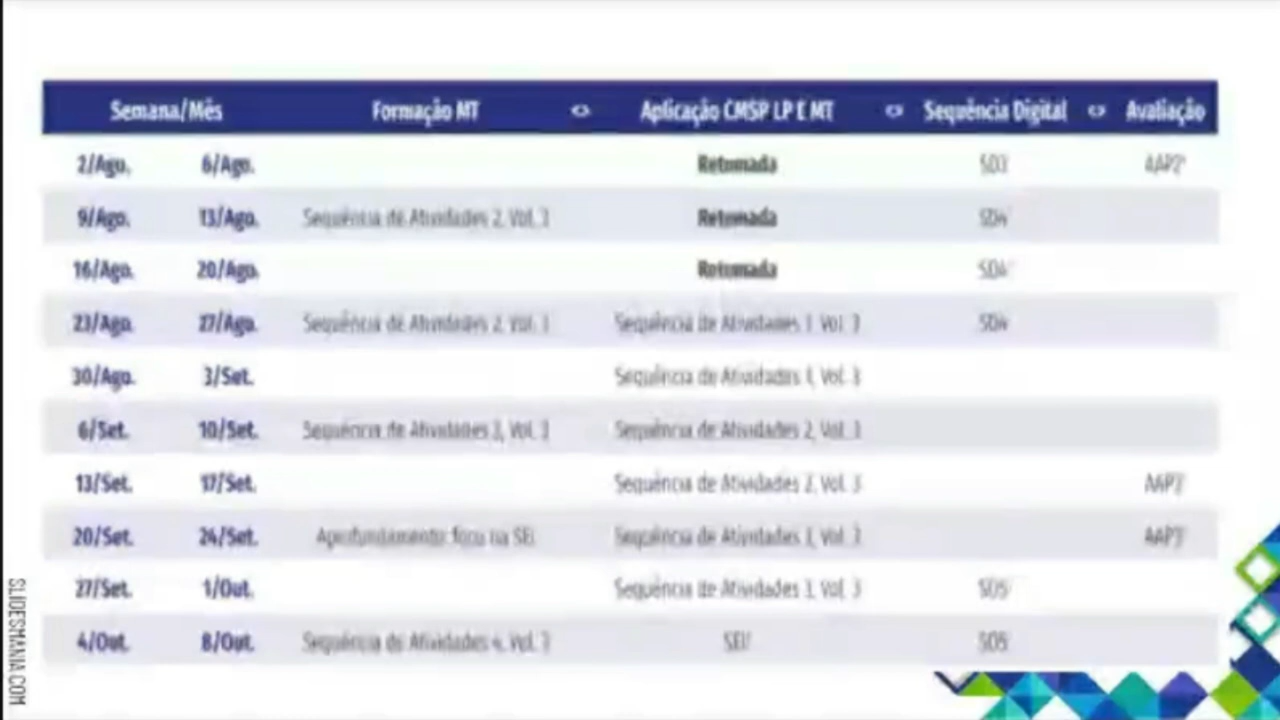 Semana/Mês Formação MT <> Aplicação CMSP LP E MT <> Sequência Digital <> Avaliação
2/Ago. 6/Ago. Retomada SD3 AAP2
9/Ago. 13/Ago. Sequência de Atividades 2, Vol. 3 Retomada SD4
16/Ago. 20/Ago. Retomada SD4
23/Ago. 27/Ago. Sequência de Atividades 2, Vol. 3 Sequência de Atividades 1, Vol. 3 SD4
30/Ago. 3/Set. Sequência de Atividades 1, Vol. 3
6/Set. 10/Set. Sequência de Atividades Vol. 3 Sequência de Atividades 2, Vol. 3
13/Set. 17/Set. Sequência de Atividades 2, Vol. 3 AAP3
20/Set. 24/Set. Aprofundamento: foco na SEI Sequência de Atividades Vol. 3 AAP3
27/Set. 1/Out. Sequência de Atividades 3, Vol. 3 SD5
4/Out. 8/Out. Sequência de Atividades 4, Vol. 3 SEI SD5
SLIDESMANIA.COM